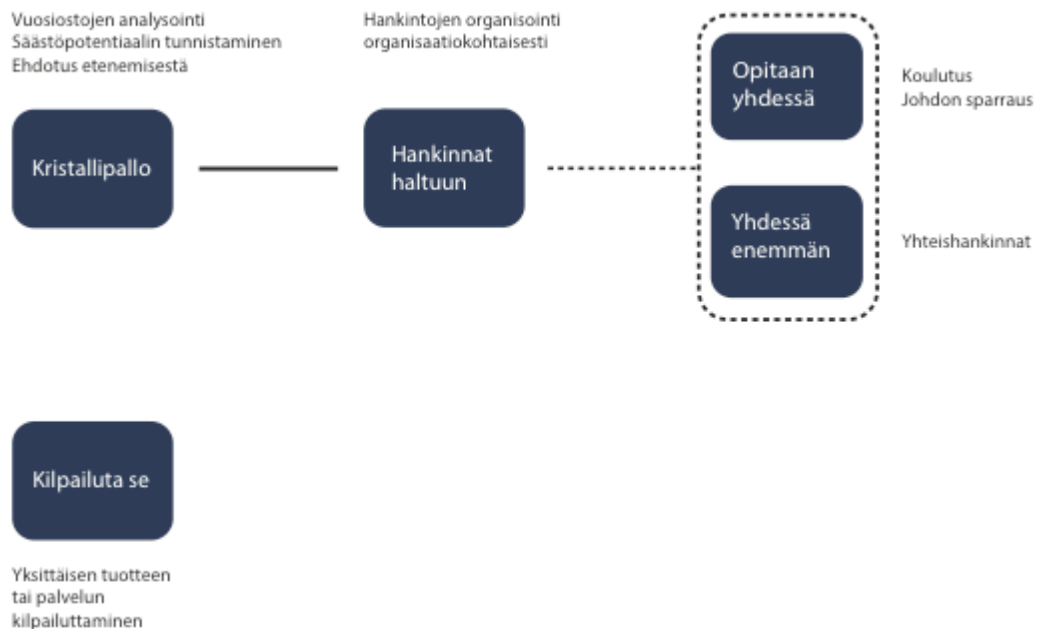 Vuosiostojen analysointi
Säästöpotentiaalin tunnistaminen
Ehdotus etenemisestä
Kristallipallo
Hankintojen organisointi
organisaatiokohtaisesti
Hankinnat
haltuun
Opitaan
yhdessä
Koulutus
Johdon sparraus
Yhdessä
enemmän
Yhteishankinnat
Kilpailuta se
Yksittäisen tuotteen
tai palvelun
kilpailuttaminen